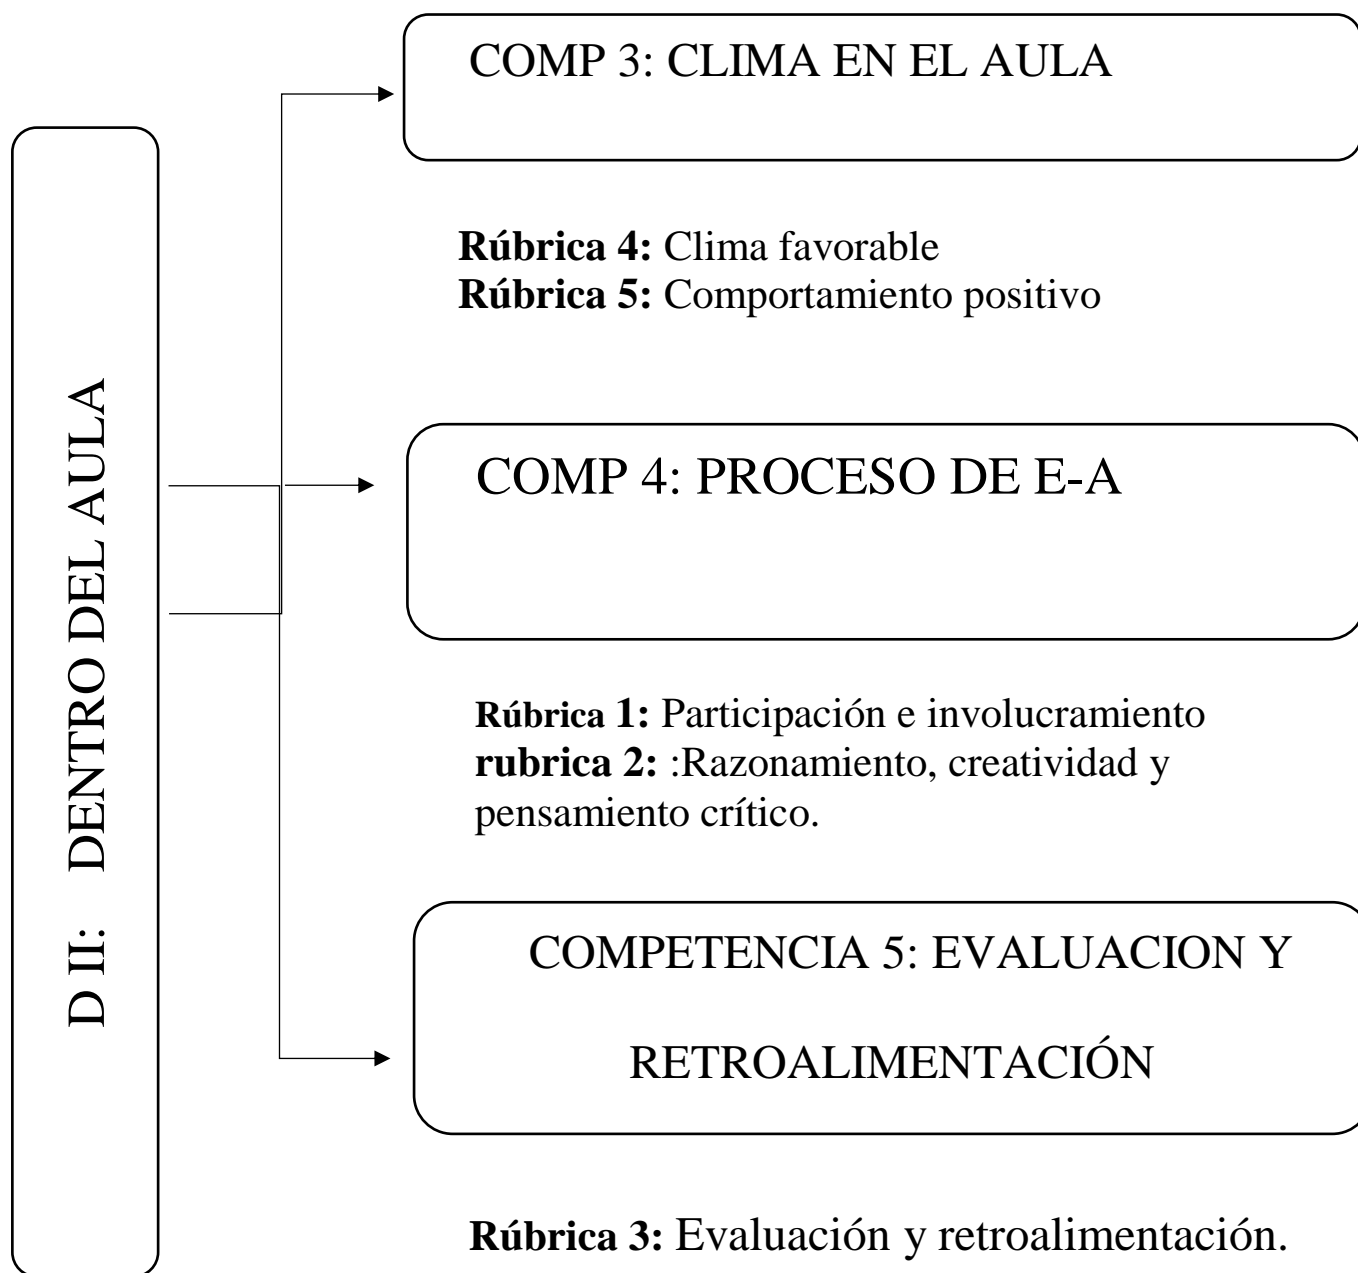 D II: DENTRO DEL AULA
COMP 3: CLIMA EN EL AULA
Rúbrica 4: Clima favorable
Rúbrica 5: Comportamiento positivo
COMP 4: PROCESO DE E-A
Rúbrica 1: Participación e involucramiento
rubrica 2: :Razonamiento, creatividad y
pensamiento crítico.
COMPETENCIA 5: EVALUACION Y
RETROALIMENTACIÓN
Rúbrica 3: Evaluación y retroalimentación.